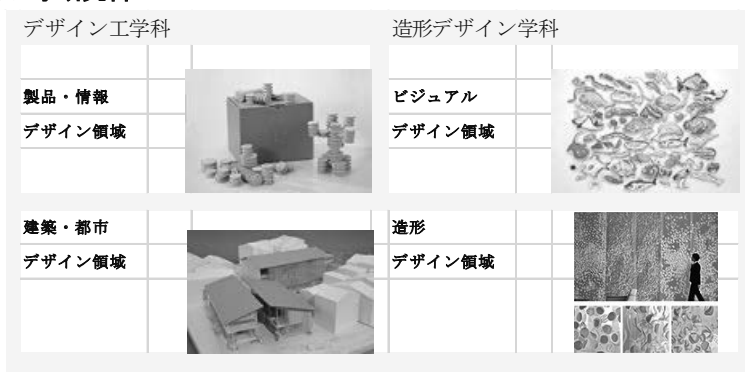 デザイン工学科
造形デザイン学科
製品・情報
デザイン領域
ビジュアル
デザイン領域
建築・都市
デザイン領域
造形
デザイン領域